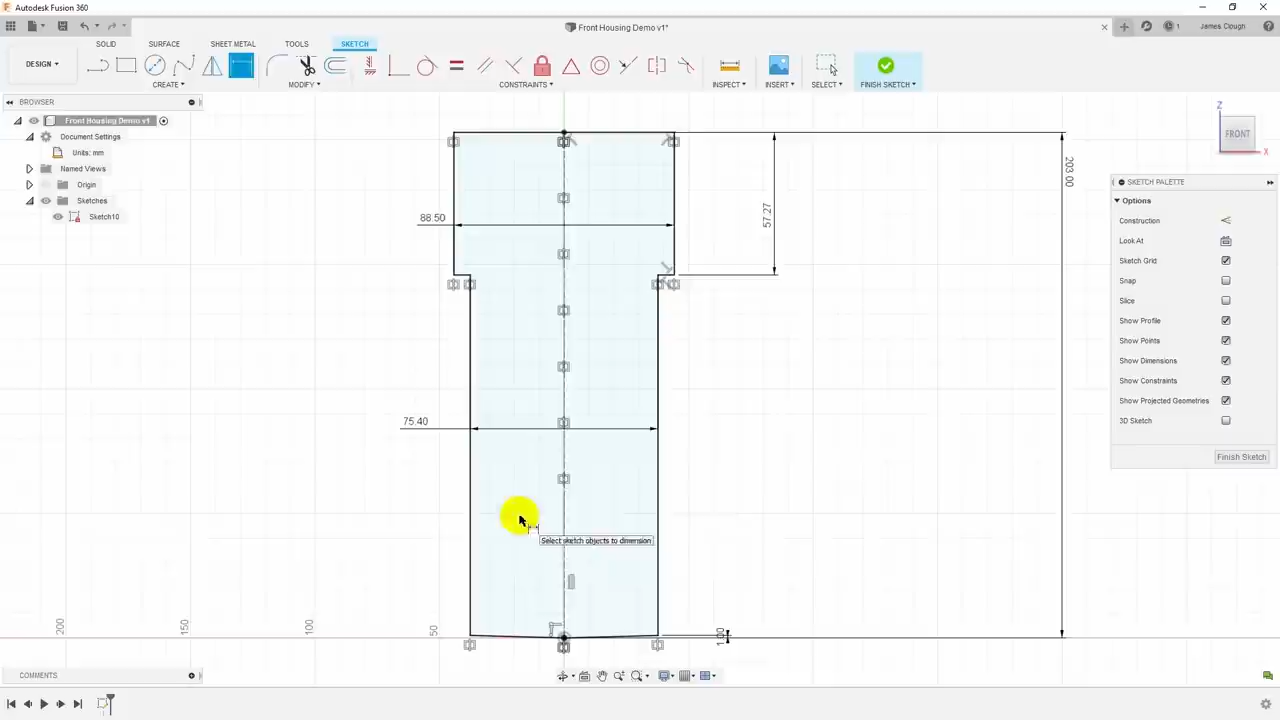 Autodesk Fusion 360
Front Housing Demo v1*
1
James Clough
DESIGN
SOLID
SURFACE
SHEET METAL
TOOLS
SKETCH
CREATE
MODIFY
CONSTRAINTS
INSPECT
INSERT
SELECT
FINISH SKETCH
BROWSER
Front Housing Demo v1
Document Settings
Units: mm
Named Views
Origin
Sketches
Sketch10
Z
FRONT
X
SKETCH PALETTE
Options
Construction
Look At
Sketch Grid
Snap
Slice
Show Profile
Show Points
Show Dimensions
Show Constraints
Show Projected Geometries
3D Sketch
Finish Sketch
203.00
57.27
88.50
75.40
Select sketch objects to dimension
1.00
200
150
100
50
COMMENTS